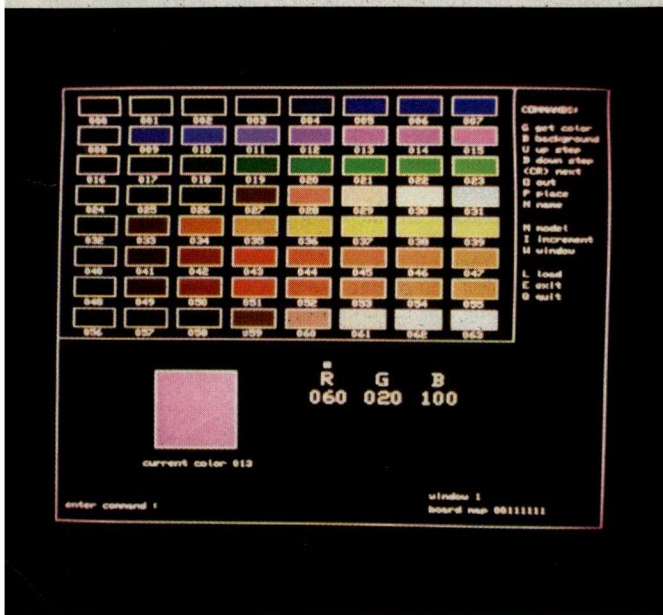 000 001 002 003 004 005 006 007
008 009 010 011 012 013 014 015
016 017 018 019 020 021 022 023
024 025 026 027 028 029 030 031
032 033 034 035 036 037 038 039
040 041 042 043 044 045 046 047
048 049 050 051 052 053 054 055
056 057 058 059 060 061 062 063
COMMANDS:
G get color
B background
U up step
D down step
(CR) next
O out
P place
N name
M model
I increment
W window
L load
E exit
Q quit
R G B
060 020 100
current color 013
enter command :
window 1
board map 00111111